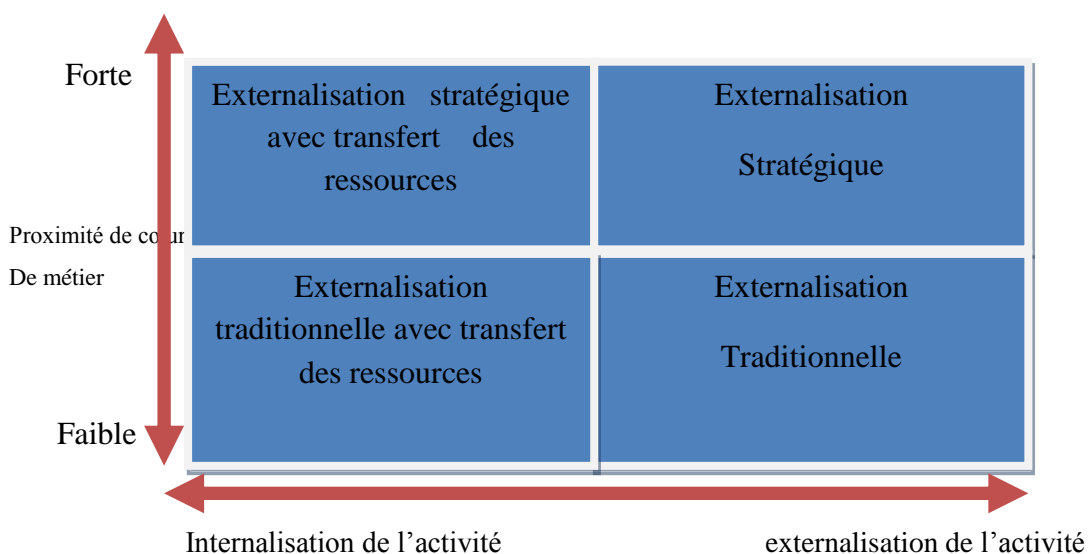 Forte
Externalisation stratégique
avec transfert des
ressources
Externalisation
Stratégique
Proximité de cœur
De métier
Externalisation
traditionnelle avec transfert
des ressources
Externalisation
Traditionnelle
Faible
Internalisation de l’activité
externalisation de l’activité